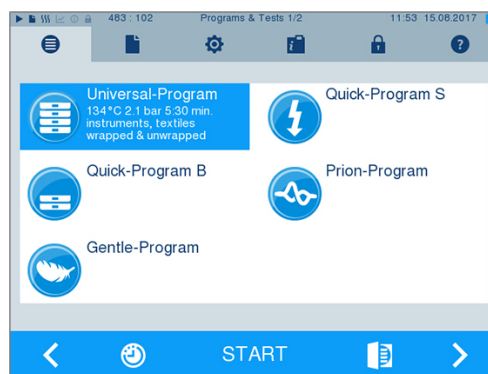 483 : 102 Programs & Tests 1/2 11:53 15.08.2017
Universal-Program
134°C 2.1 bar 5:30 min.
instruments, textiles
wrapped & unwrapped
Quick-Program S
Quick-Program B
Prion-Program
Gentle-Program
START